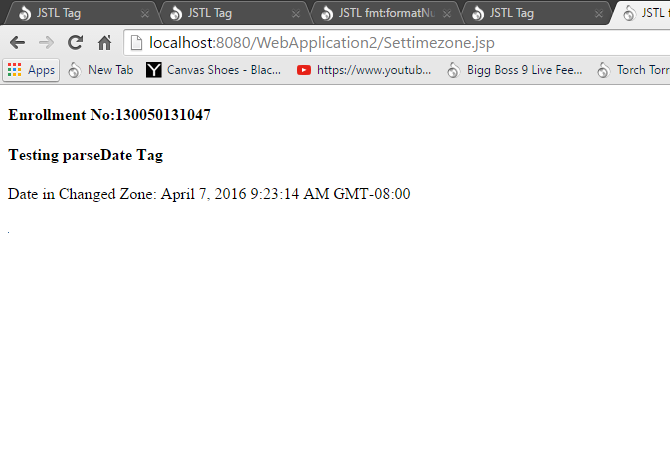 JSTL Tag
JSTL Tag
JSTL fmt:formatNu
JSTL Tag
JSTL f
localhost:8080/WebApplication2/Settimezone.jsp
Apps
New Tab
Canvas Shoes - Blac...
https://www.youtub...
Bigg Boss 9 Live Fee...
Torch Torr
Enrollment No:130050131047
Testing parseDate Tag
Date in Changed Zone: April 7, 2016 9:23:14 AM GMT-08:00
.